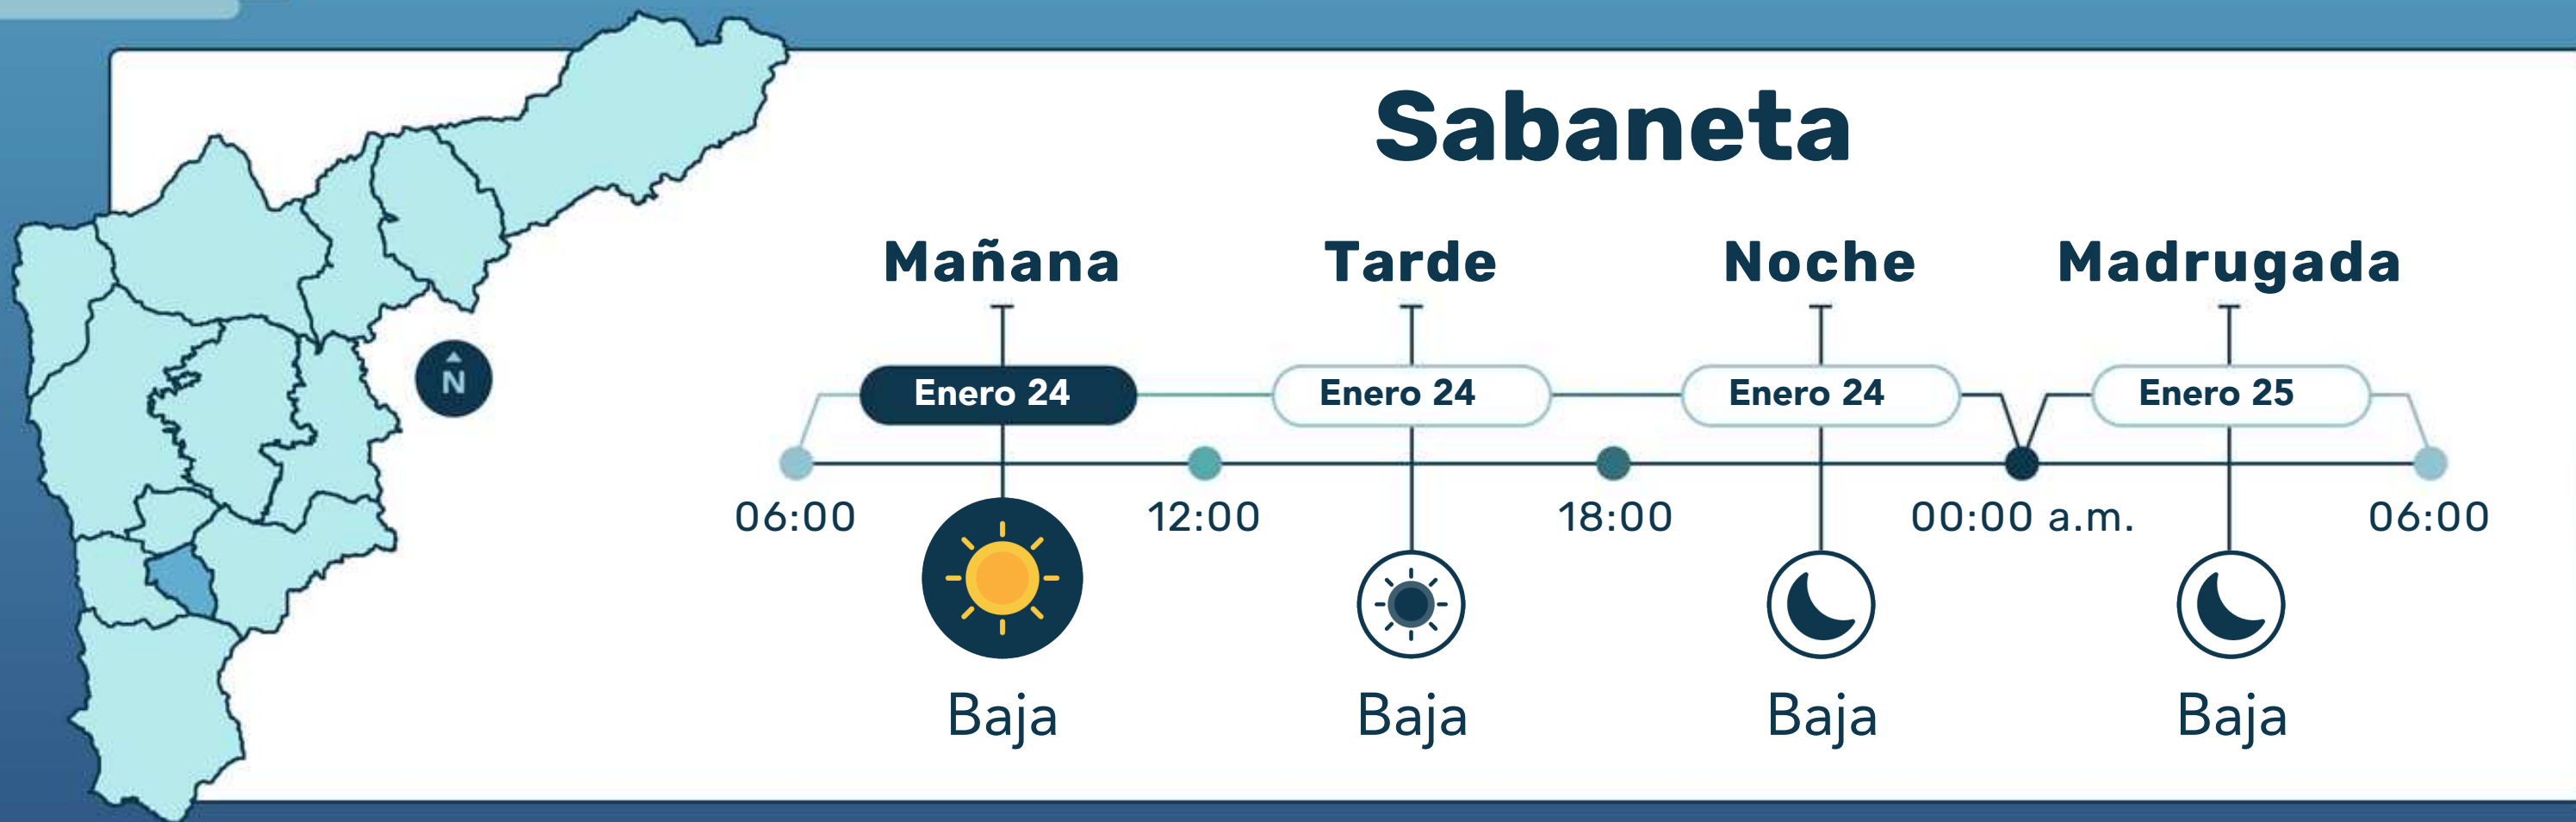 Sabaneta
Mañana Tarde Noche Madrugada
N
Enero 24 Enero 24 Enero 24 Enero 25
06:00 12:00 18:00 00:00 a.m. 06:00
Baja Baja Baja Baja